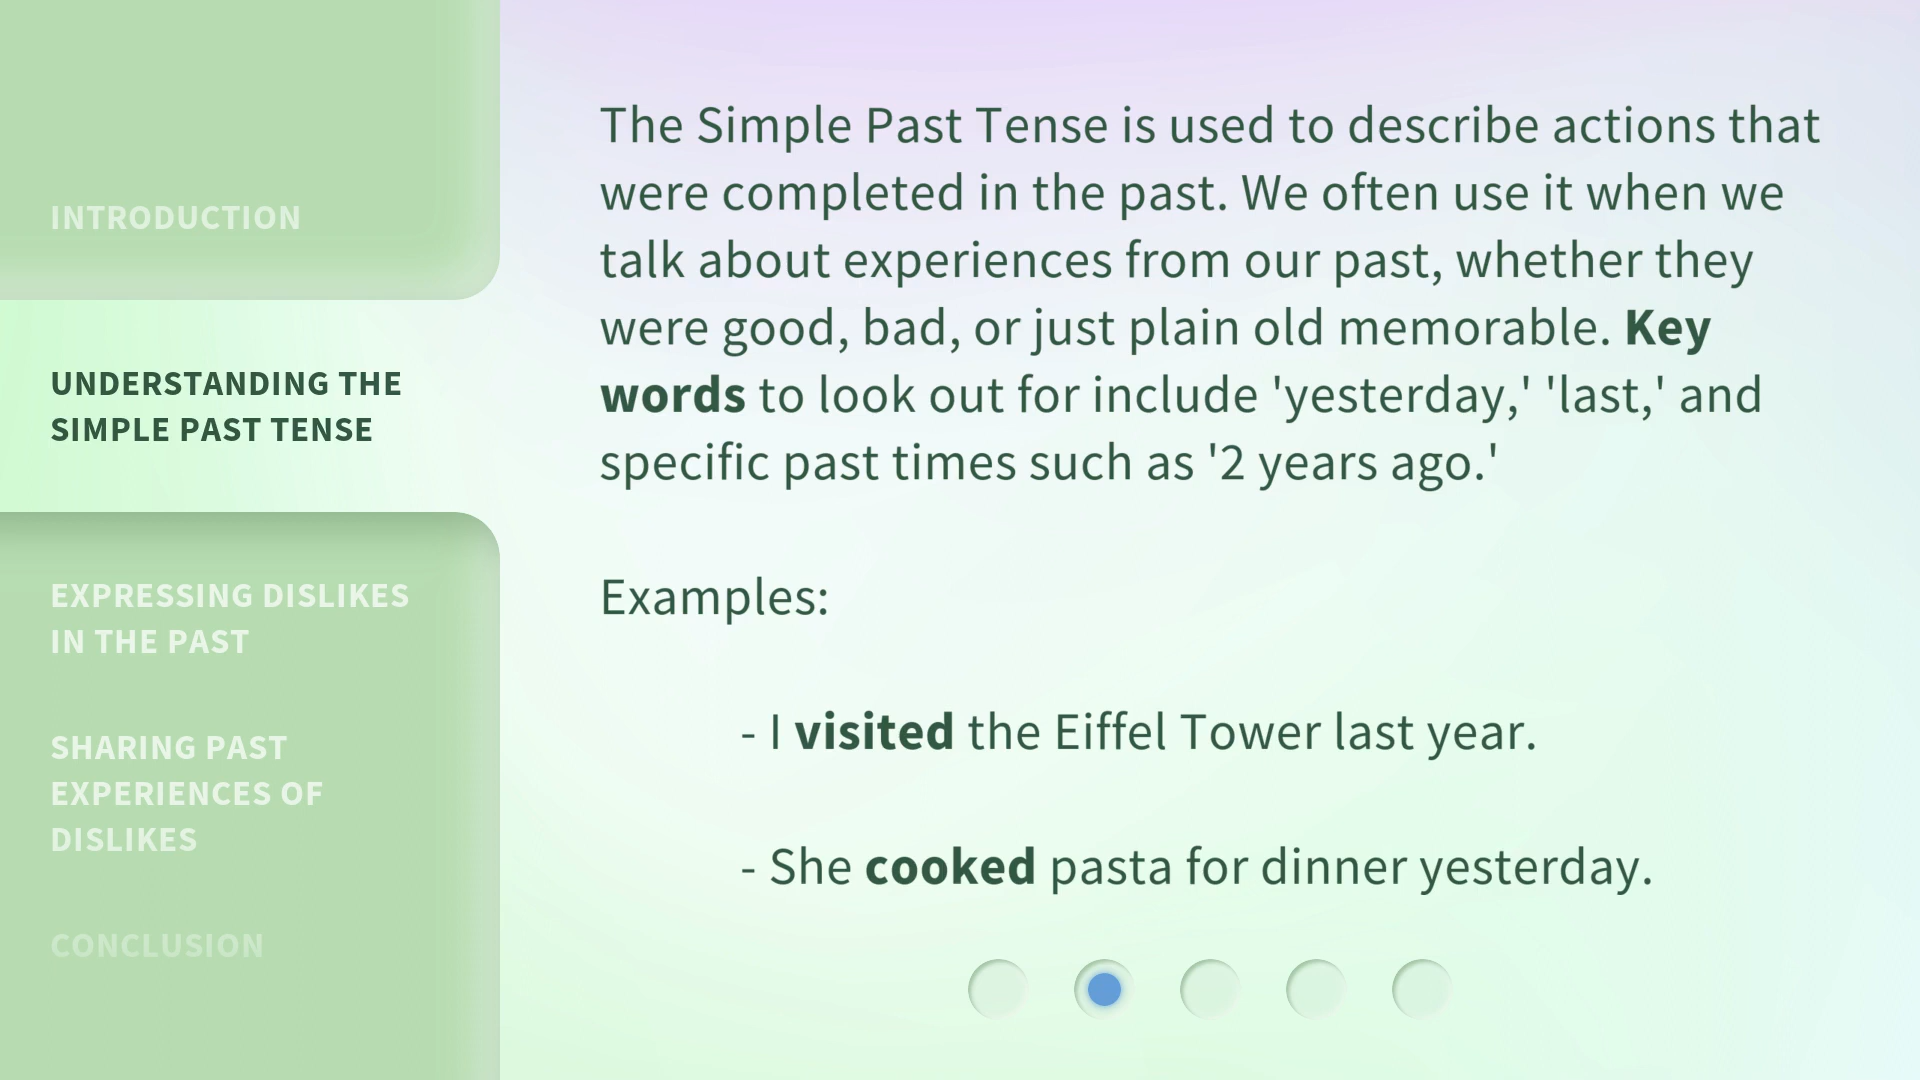 INTRODUCTION
UNDERSTANDING THE
SIMPLE PAST TENSE
EXPRESSING DISLIKES
IN THE PAST
SHARING PAST
EXPERIENCES OF
DISLIKES
CONCLUSION
The Simple Past Tense is used to describe actions that
were completed in the past. We often use it when we
talk about experiences from our past, whether they
were good, bad, or just plain old memorable. Key
words to look out for include 'yesterday,' 'last,' and
specific past times such as '2 years ago.'
Examples:
- I visited the Eiffel Tower last year.
- She cooked pasta for dinner yesterday.